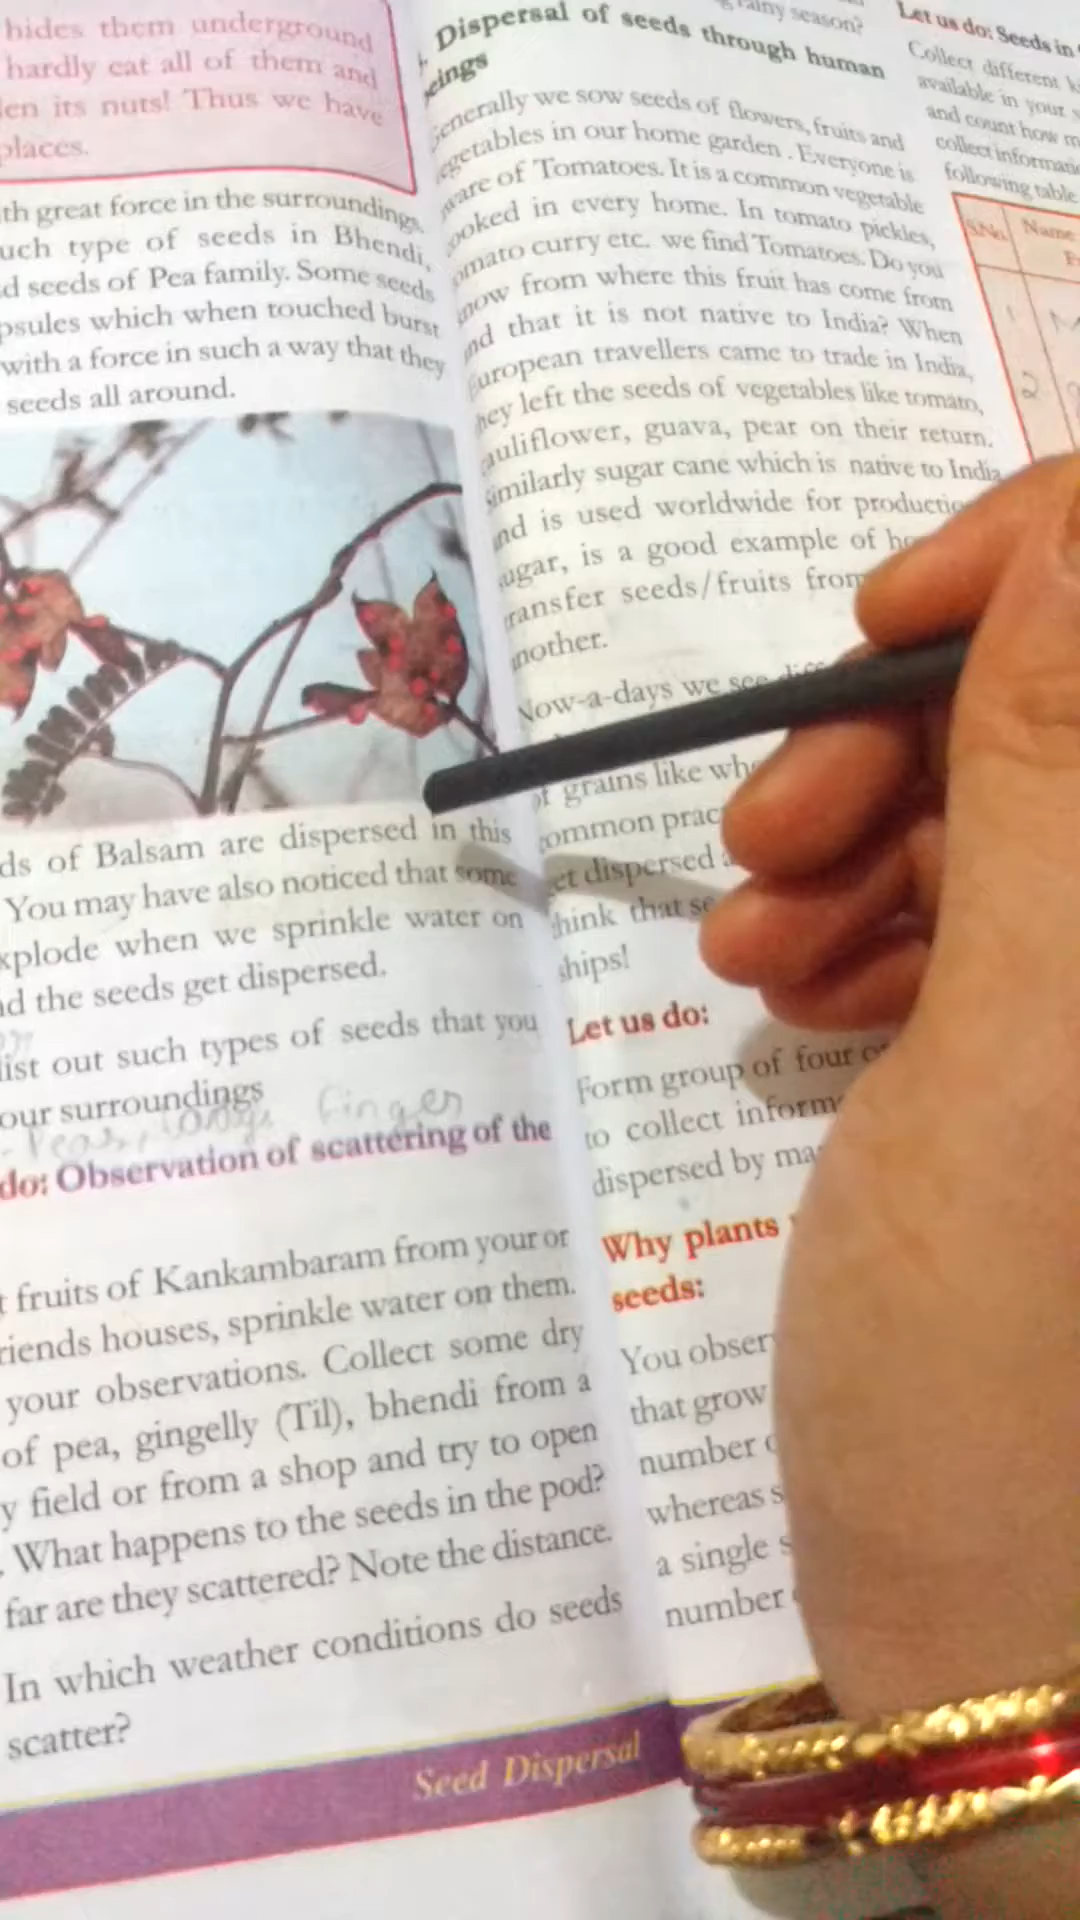 hides them underground
hardly eat all of them and
its nuts! Thus we have
places.
th great force in the surroundings.
uch type of seeds in Bhendi,
d seeds of Pea family. Some seeds
psules which when touched burst
with a force in such a way that they
seeds all around.
ds of Balsam are dispersed in this
You may have also noticed that some
xplode when we sprinkle water on
nd the seeds get dispersed.
list out such types of seeds that you
our surroundings
Finger
do: Observation of scattering of the
t fruits of Kankambaram from your or
riends houses, sprinkle water on them.
your observations. Collect some dry
of pea, gingelly (Til), bhendi from a
y field or from a shop and try to open
. What happens to the seeds in the pod?
far are they scattered? Note the distance.
In which weather conditions do seeds
scatter?
Seed Dispersal
rainy season?
Dispersal of seeds through human
eings
enerally we sow seeds of flowers, fruits and
egetables in our home garden . Everyone is
ware of Tomatoes. It is a common vegetable
ooked in every home. In tomato pickles,
omato curry etc. we find Tomatoes. Do you
now from where this fruit has come from
nd that it is not native to India? When
European travellers came to trade in India,
hey left the seeds of vegetables like tomato,
auliflower, guava, pear on their return.
Similarly sugar cane which is native to India
nd is used worldwide for productio
ugar, is a good example of
ransfer seeds/fruits from
nother.
Now-a-days we see
of grains like
ommon prac
et dispersed
think that se
ships!
Let us do:
Form group of four
to collect inform
dispersed by ma
Why plants
seeds:
You obser
that grow
number
whereas s
a single s
number
Let us do: Seeds in
Collect different
available in your
and count how m
collect informati
following table
S.No. Name
1
2